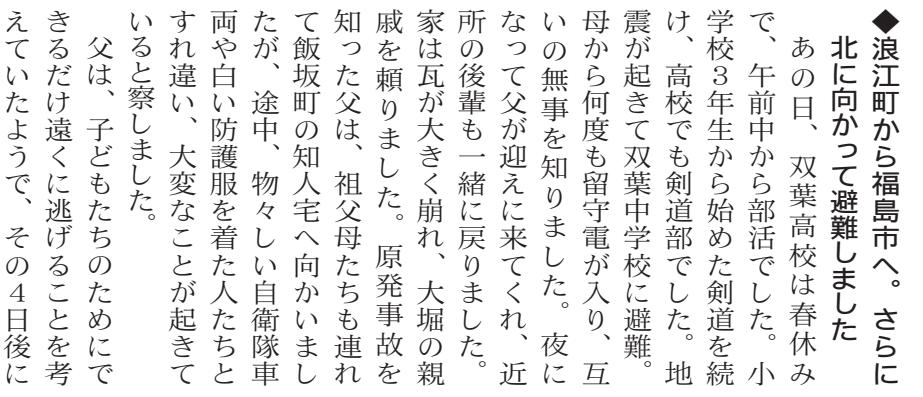 ◆浪江町から福島市へ。さらに
北に向かって避難しました
あの日、双葉高校は春休み
で、午前中から部活でした。小
学校3年生から始めた剣道を続
け、高校でも剣道部でした。地
震が起きて双葉中学校に避難。
母から何度も留守電が入り、互
いの無事を知りました。夜に
なって父が迎えに来てくれ、近
所の後輩も一緒に戻りました。
家は瓦が大きく崩れ、大堀の親
戚を頼りました。原発事故を
知った父は、祖父母たちも連れ
て飯坂町の知人宅へ向かいまし
たが、途中、物々しい自衛隊車
両や白い防護服を着た人たちと
すれ違い、大変なことが起きて
いると察しました。
父は、子どもたちのためにで
きるだけ遠くに逃げることを考
えていたようで、その4日後に